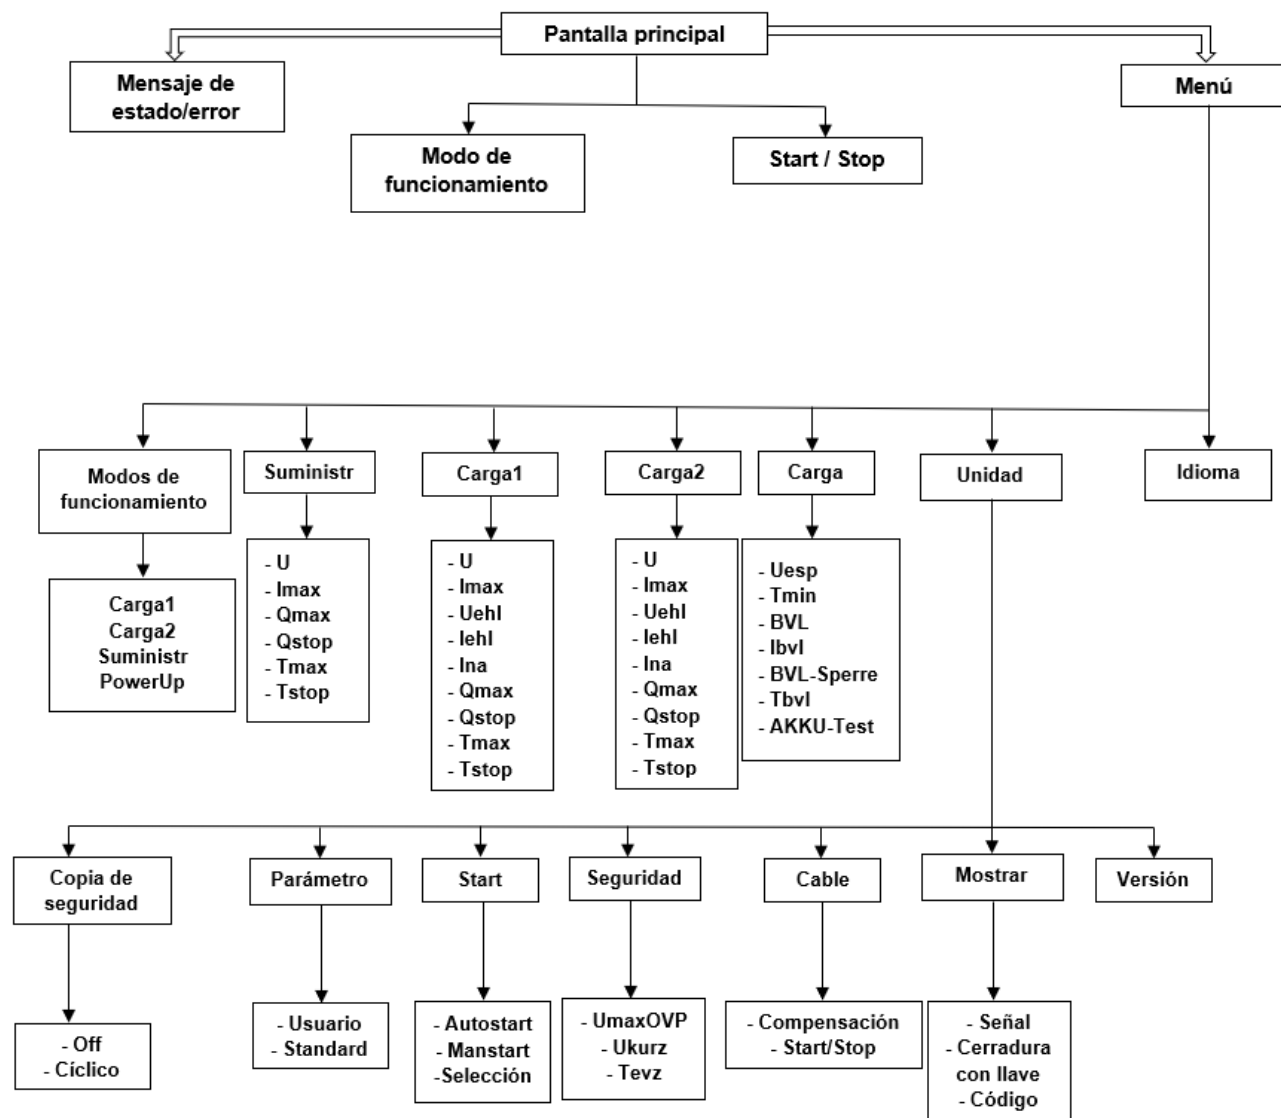 Pantalla principal
Mensaje de
estado/error
Menú
Modo de
funcionamiento
Start / Stop
Modos de
funcionamiento
Suministr
Carga1
Carga2
Carga
Unidad
Idioma
Carga1
Carga2
Suministr
PowerUp
- U
- Imax
- Qmax
- Qstop
- Tmax
- Tstop
- U
- Imax
- Uehl
- Iehl
- Ina
- Qmax
- Qstop
- Tmax
- Tstop
- U
- Imax
- Uehl
- Iehl
- Ina
- Qmax
- Qstop
- Tmax
- Tstop
- Uesp
- Tmin
- BVL
- Ibvl
- BVL-Sperre
- Tbvl
- AKKU-Test
Copia de
seguridad
Parámetro
Start
Seguridad
Cable
Mostrar
Versión
- Off
- Cíclico
- Usuario
- Standard
- Autostart
- Manstart
-Selección
- UmaxOVP
- Ukurz
- Tevz
- Compensación
- Start/Stop
- Señal
- Cerradura
con llave
- Código